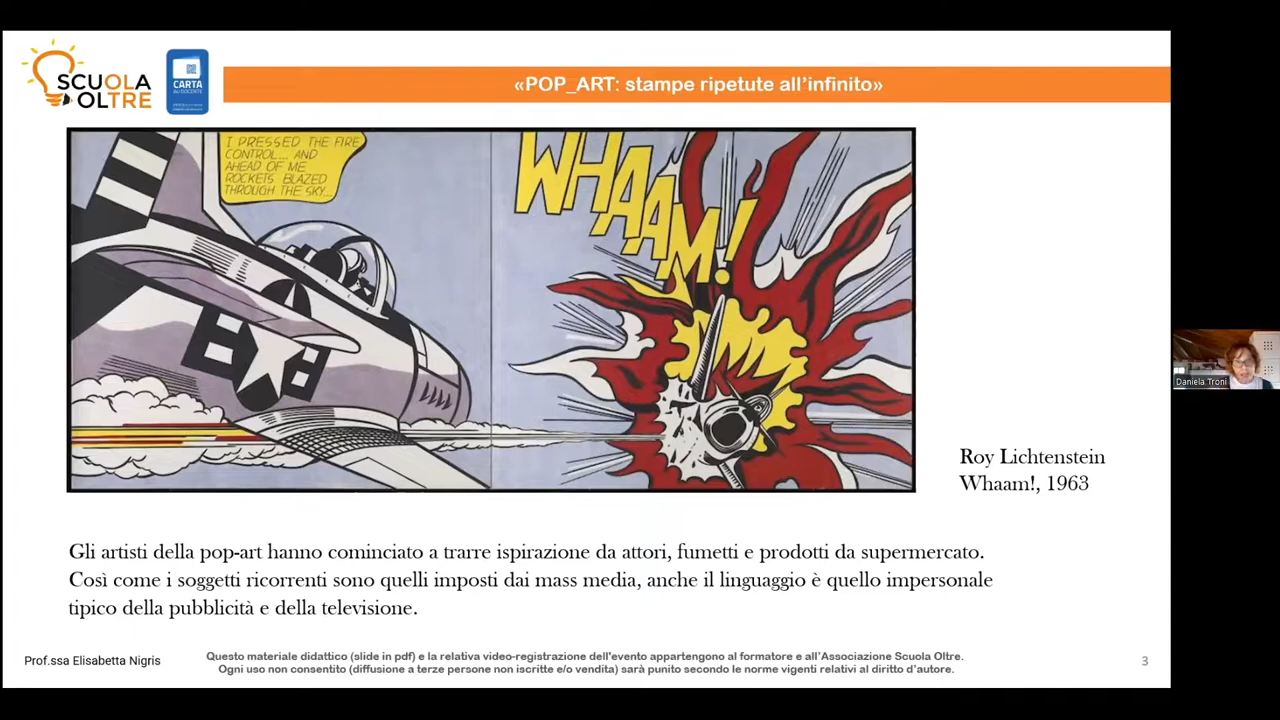 SCUOLA
OLTRE
CARTA
del DOCENTE
«POP_ART: stampe ripetute all'infinito»
I PRESSED THE FIRE
CONTROL... AND
AHEAD OF ME
ROCKETS BLAZED
THROUGH THE SKY...
WHAAM!
Daniela Troni
Roy Lichtenstein
Whaam!, 1963
Gli artisti della pop-art hanno cominciato a trarre ispirazione da attori, fumetti e prodotti da supermercato.
Così come i soggetti ricorrenti sono quelli imposti dai mass media, anche il linguaggio è quello impersonale
tipico della pubblicità e della televisione.
Prof.ssa Elisabetta Nigris
Questo materiale didattico (slide in pdf) e la relativa video-registrazione dell'evento appartengono al formatore e all'Associazione Scuola Oltre.
Ogni uso non consentito (diffusione a terze persone non iscritte e/o vendita) sarà punito secondo le norme vigenti relativi al diritto d'autore.
3